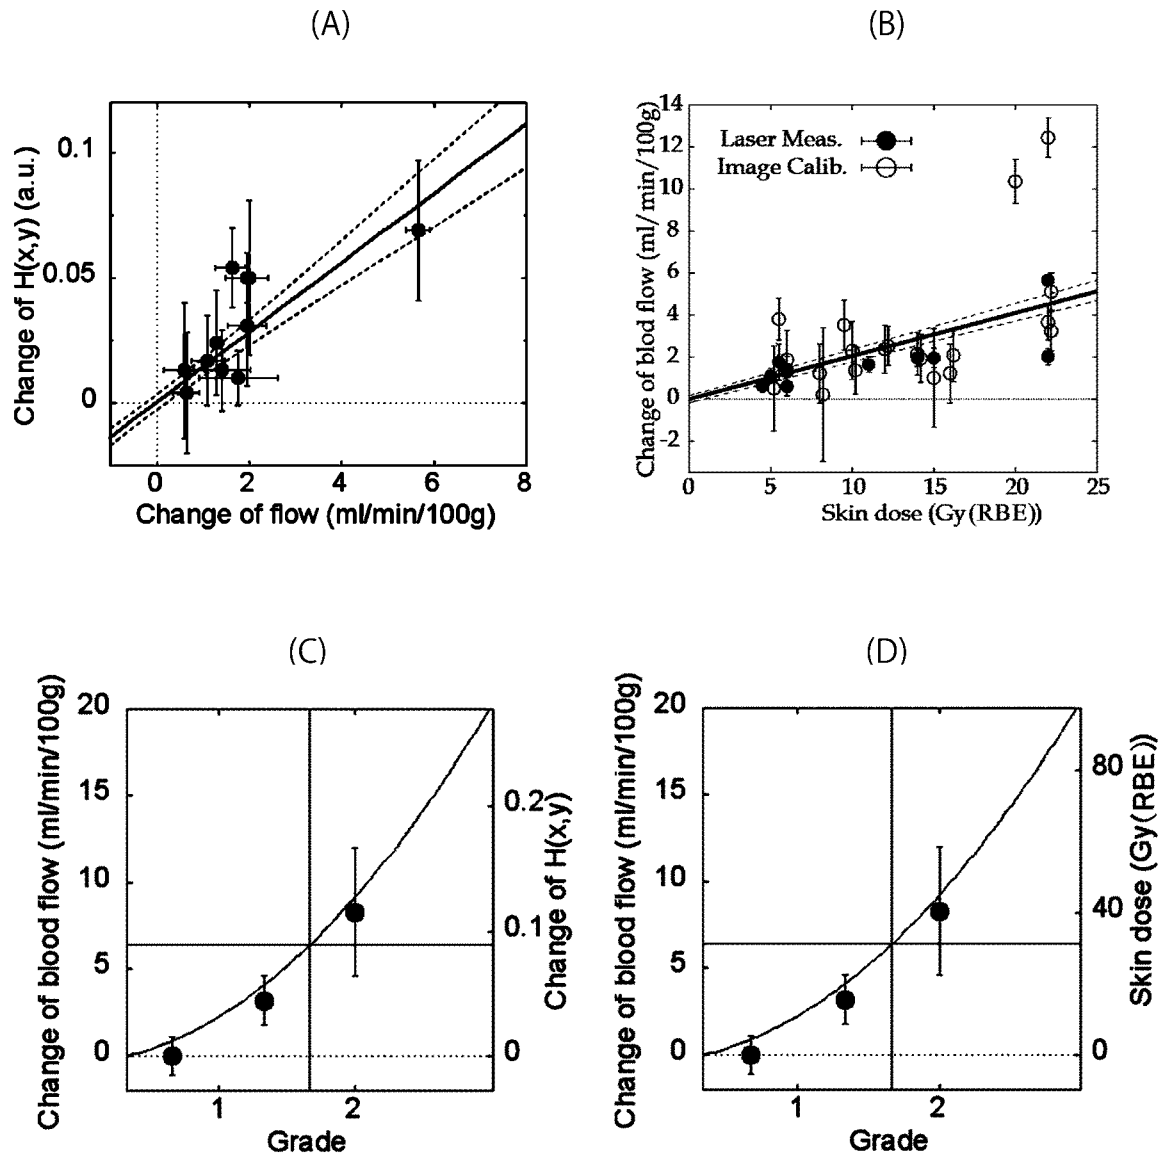 (A)
Change of H(x,y) (a.u.)
0.1
0.05
0
0 2 4 6 8
Change of flow (ml/min/100g)
(B)
Change of blod flow (ml/min/100g)
14
12
10
8
6
4
2
0
-2
Laser Meas.
Image Calib.
0 5 10 15 20 25
Skin dose (Gy(RBE))
(C)
Change of blood flow (ml/min/100g)
20
15
10
5
0
0.2
0.1
0
Change of H(x,y)
1 2
Grade
(D)
Change of blood flow (ml/min/100g)
20
15
10
5
0
80
40
0
Skin dose (Gy(RBE))
1 2
Grade